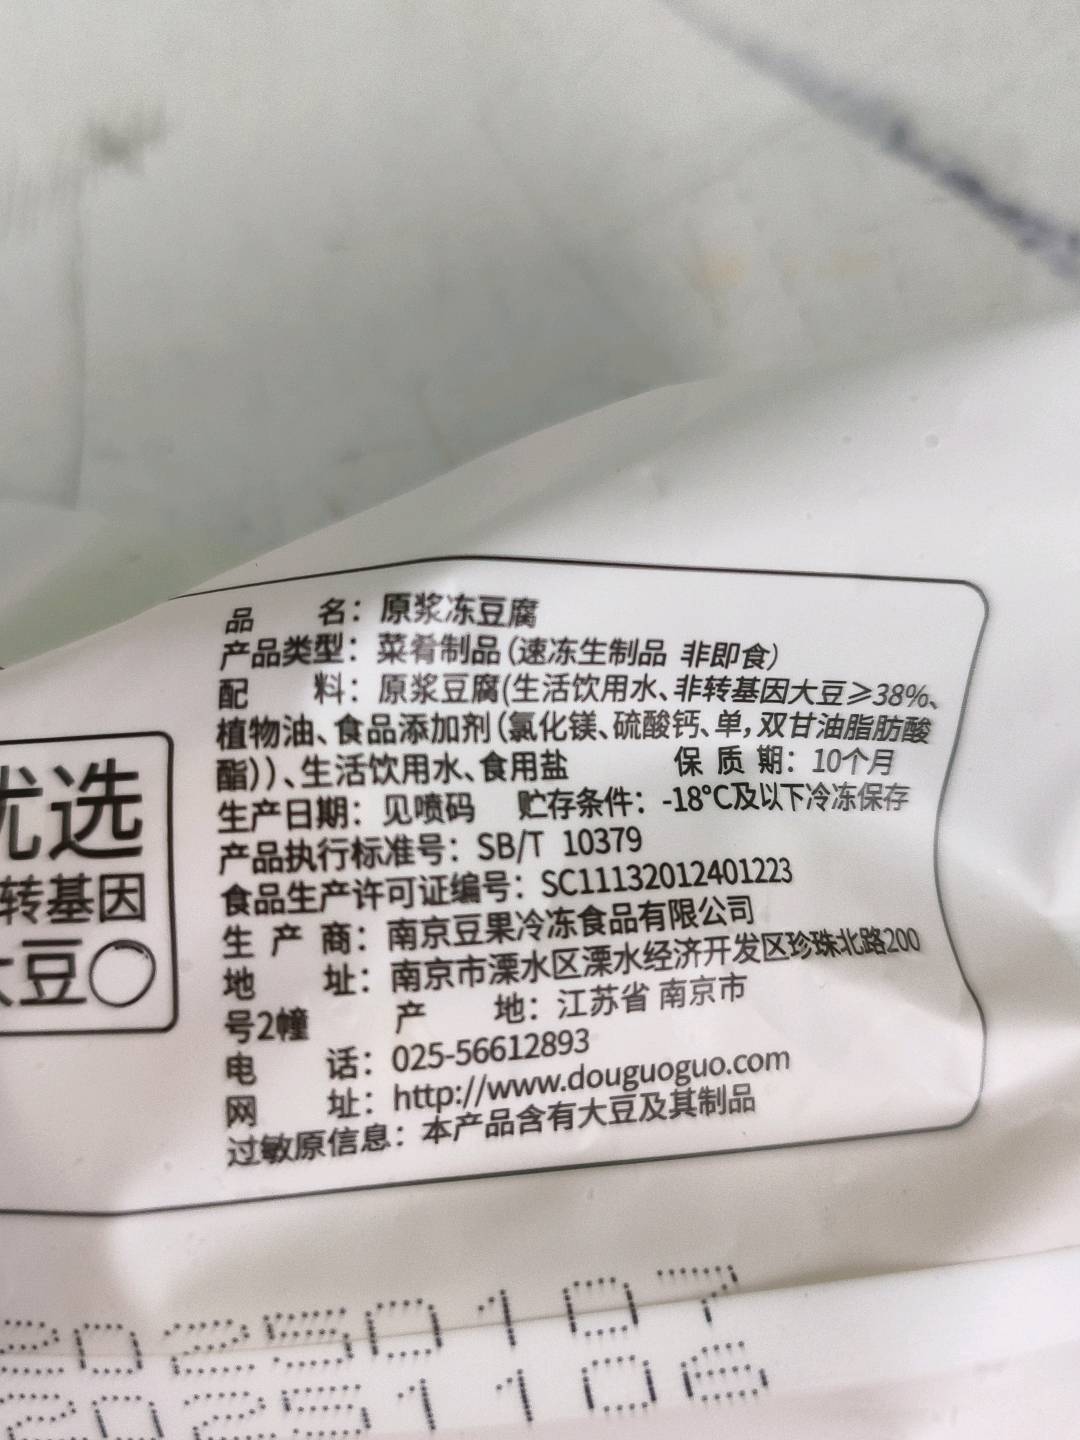 品　　名：原浆冻豆腐
产品类型：菜肴制品(速冻生制品 非即食)
配　　料：原浆豆腐(生活饮用水、非转基因大豆≥38%、
植物油、食品添加剂(氯化镁、硫酸钙、单,双甘油脂肪酸
酯))、生活饮用水、食用盐　　保 质 期：10个月
生产日期：见喷码　贮存条件：-18℃及以下冷冻保存
产品执行标准号：SB/T 10379
食品生产许可证编号：SC11132012401223
生 产 商：南京豆果冷冻食品有限公司
地　　址：南京市溧水区溧水经济开发区珍珠北路200
号2幢　　产　　地：江苏省 南京市
电　　话：025-56612893
网　　址：http://www.douguoguo.com
过敏原信息：本产品含有大豆及其制品
优选
转基因
大豆
20250107
20251106